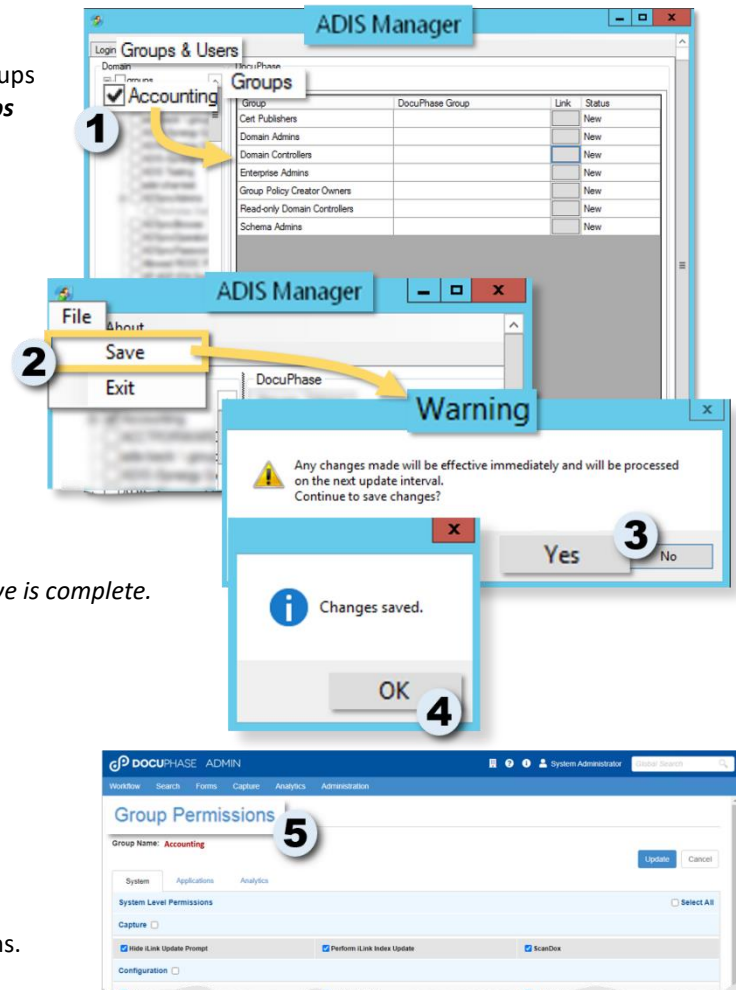 ADIS Manager
Login
Groups & Users
Domain
DocuPhase
groups
Groups
ups
Accounting
ps
1
Group DocuPhase Group Link Status
Cert Publishers New
Domain Admins New
Domain Controllers New
Enterprise Admins New
Group Policy Creator Owners New
Read-only Domain Controllers New
Schema Admins New
ADIS Manager
File
About
2
Save
Exit
DocuPhase
Warning
Any changes made will be effective immediately and will be processed
on the next update interval.
Continue to save changes?
3
Yes
No
ve is complete.
Changes saved.
OK
4
DOCUPHASE ADMIN System Administrator Global Search
Workflow Search Forms Capture Analytics Administration
Group Permissions
5
Group Name: Accounting
Update Cancel
System Applications Analytics
System Level Permissions Select All
Capture
Hide iLink Update Prompt Perform iLink Index Update ScanDox
ns.
Configuration